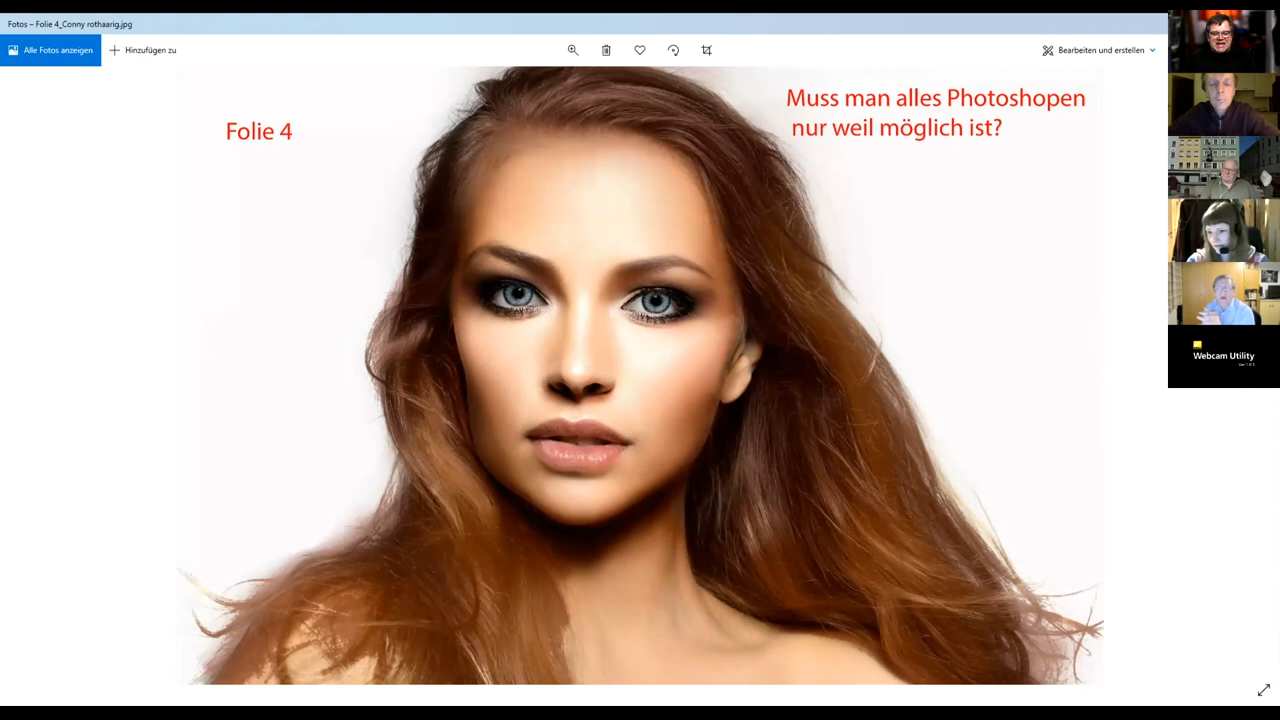 Fotos – Folie 4_Conny rothaarig.jpg
Alle Fotos anzeigen
Hinzufügen zu
Bearbeiten und erstellen
Muss man alles Photoshopen
nur weil möglich ist?
Folie 4
Webcam Utility